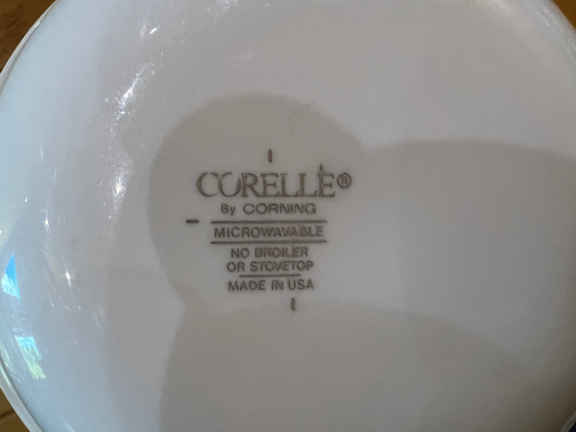 CORELLE®
By CORNING
MICROWAVABLE
NO BROILER
OR STOVETOP
MADE IN USA